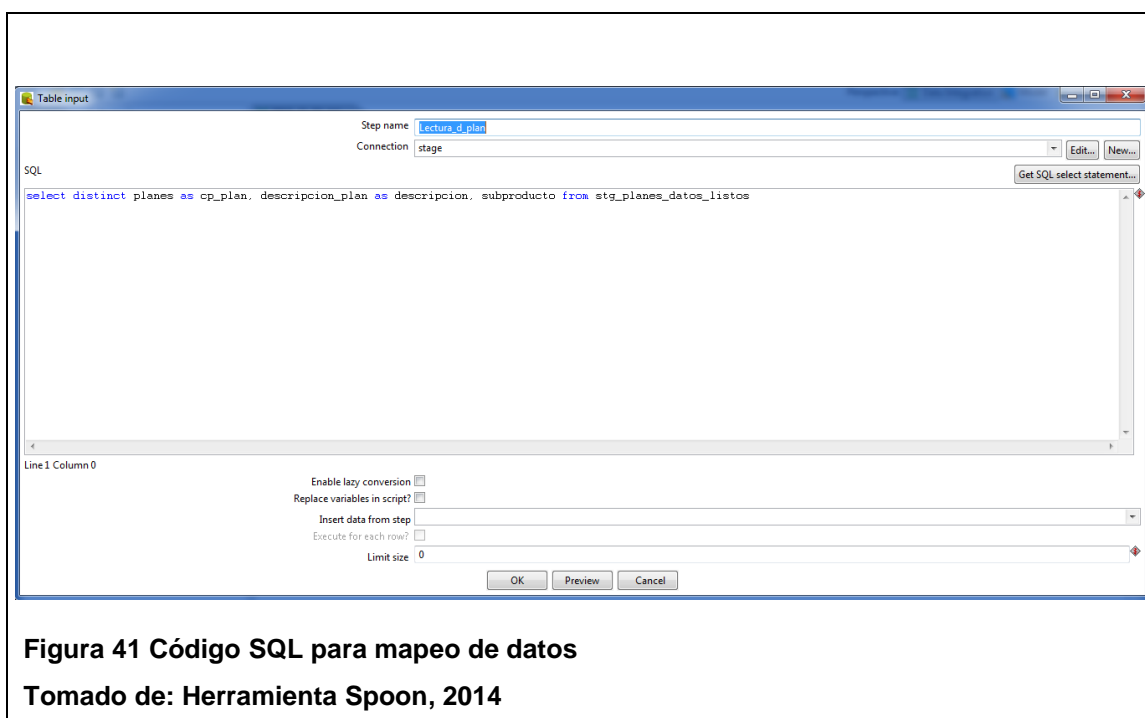 Table input
Step name Lectura_d_plan
Connection stage Edit... New...
SQL Get SQL select statement...
select distinct planes as cp_plan, descripcion_plan as descripcion, subproducto from stg_planes_datos_listos
Line 1 Column 0
Enable lazy conversion
Replace variables in script?
Insert data from step
Execute for each row?
Limit size 0
OK Preview Cancel
Figura 41 Código SQL para mapeo de datos
Tomado de: Herramienta Spoon, 2014